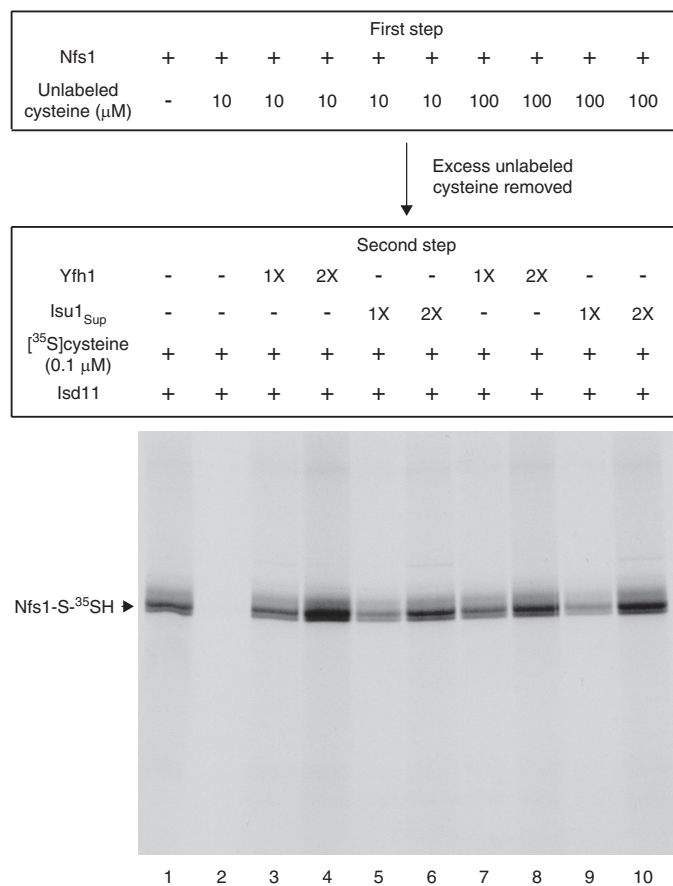 First step
Nfs1 + + + + + + + + + +
Unlabeled
cysteine (μM) - 10 10 10 10 10 100 100 100 100
Excess unlabeled
cysteine removed
Second step
Yfh1 - - 1X 2X - - 1X 2X - -
Isu1Sup - - - - 1X 2X - - 1X 2X
[35S]cysteine
(0.1 μM) + + + + + + + + + +
Isd11 + + + + + + + + + +
Nfs1-S-35SH
1 2 3 4 5 6 7 8 9 10